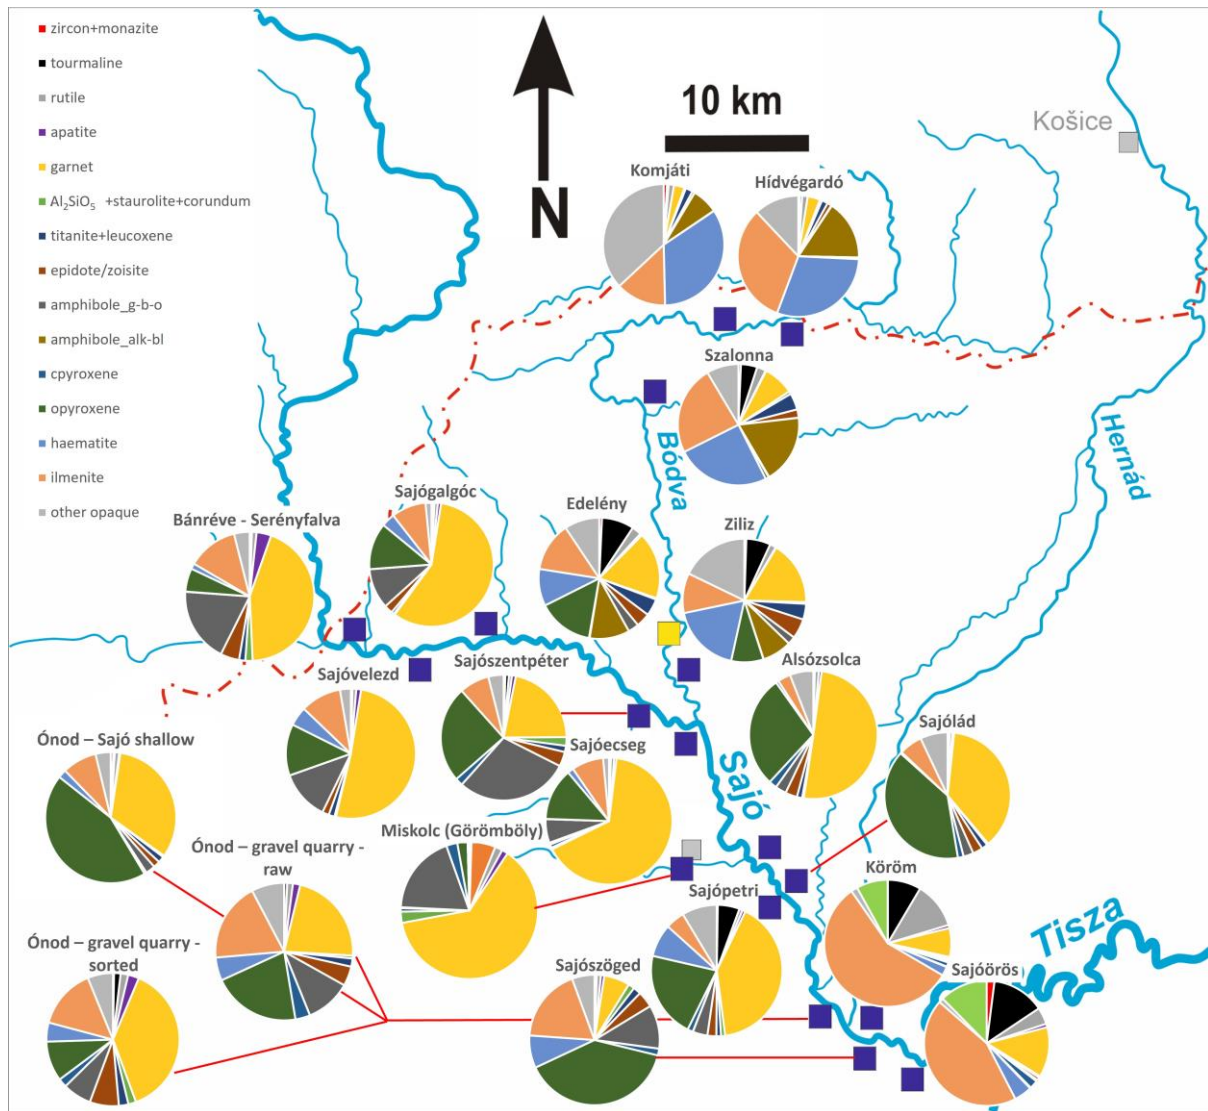 zircon+monazite
tourmaline
rutile
apatite
garnet
Al₂SiO₅ +staurolite+corundum
titanite+leucoxene
epidote/zoisite
amphibole_g-b-o
amphibole_alk-bl
cpyroxene
opyroxene
haematite
ilmenite
other opaque
N
10 km
Košice
Komjáti
Hídvégardó
Szalonna
Bódva
Hernád
Sajógalgóc
Bánréve - Serényfalva
Edelény
Ziliz
Sajóvelezd
Sajószentpéter
Alsózsolca
Sajólád
Ónod – Sajó shallow
Sajóecseg
Sajó
Miskolc (Görömböly)
Ónod – gravel quarry -
raw
Köröm
Sajópetri
Tisza
Ónod – gravel quarry -
sorted
Sajószöged
Sajóörös